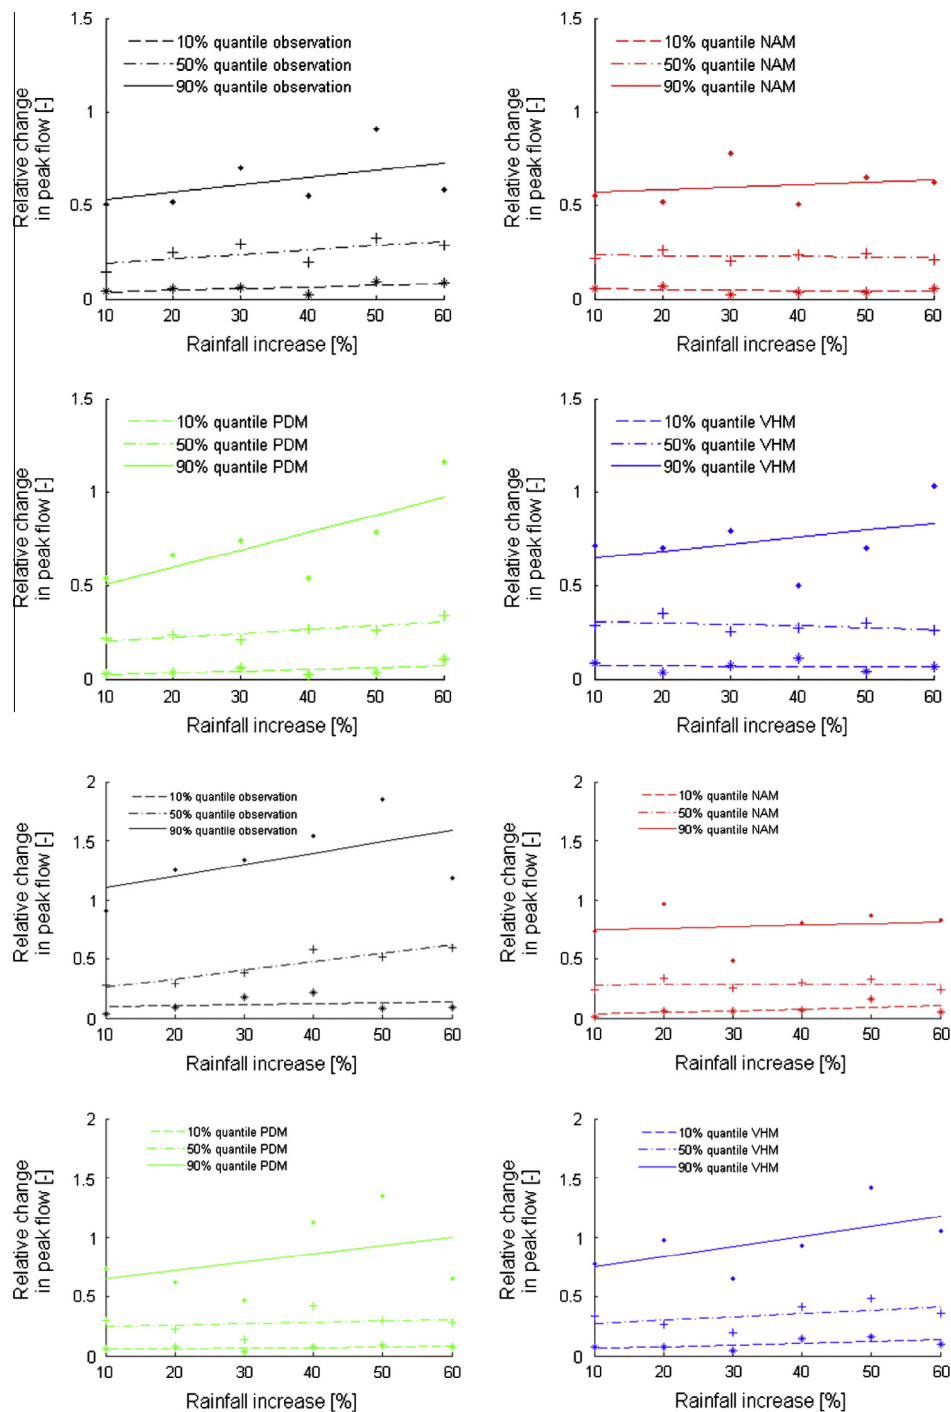 Relative change
in peak flow [-]
1.5
1
0.5
0
10% quantile observation
50% quantile observation
90% quantile observation
10 20 30 40 50 60
Rainfall increase [%]
Relative change
in peak flow [-]
1.5
1
0.5
0
10% quantile NAM
50% quantile NAM
90% quantile NAM
10 20 30 40 50 60
Rainfall increase [%]
Relative change
in peak flow [-]
1.5
1
0.5
0
10% quantile PDM
50% quantile PDM
90% quantile PDM
10 20 30 40 50 60
Rainfall increase [%]
Relative change
in peak flow [-]
1.5
1
0.5
0
10% quantile VHM
50% quantile VHM
90% quantile VHM
10 20 30 40 50 60
Rainfall increase [%]
Relative change
in peak flow [-]
2
1.5
1
0.5
0
10% quantile observation
50% quantile observation
90% quantile observation
10 20 30 40 50 60
Rainfall increase [%]
Relative change
in peak flow [-]
2
1.5
1
0.5
0
10% quantile NAM
50% quantile NAM
90% quantile NAM
10 20 30 40 50 60
Rainfall increase [%]
Relative change
in peak flow [-]
2
1.5
1
0.5
0
10% quantile PDM
50% quantile PDM
90% quantile PDM
10 20 30 40 50 60
Rainfall increase [%]
Relative change
in peak flow [-]
2
1.5
1
0.5
0
10% quantile VHM
50% quantile VHM
90% quantile VHM
10 20 30 40 50 60
Rainfall increase [%]